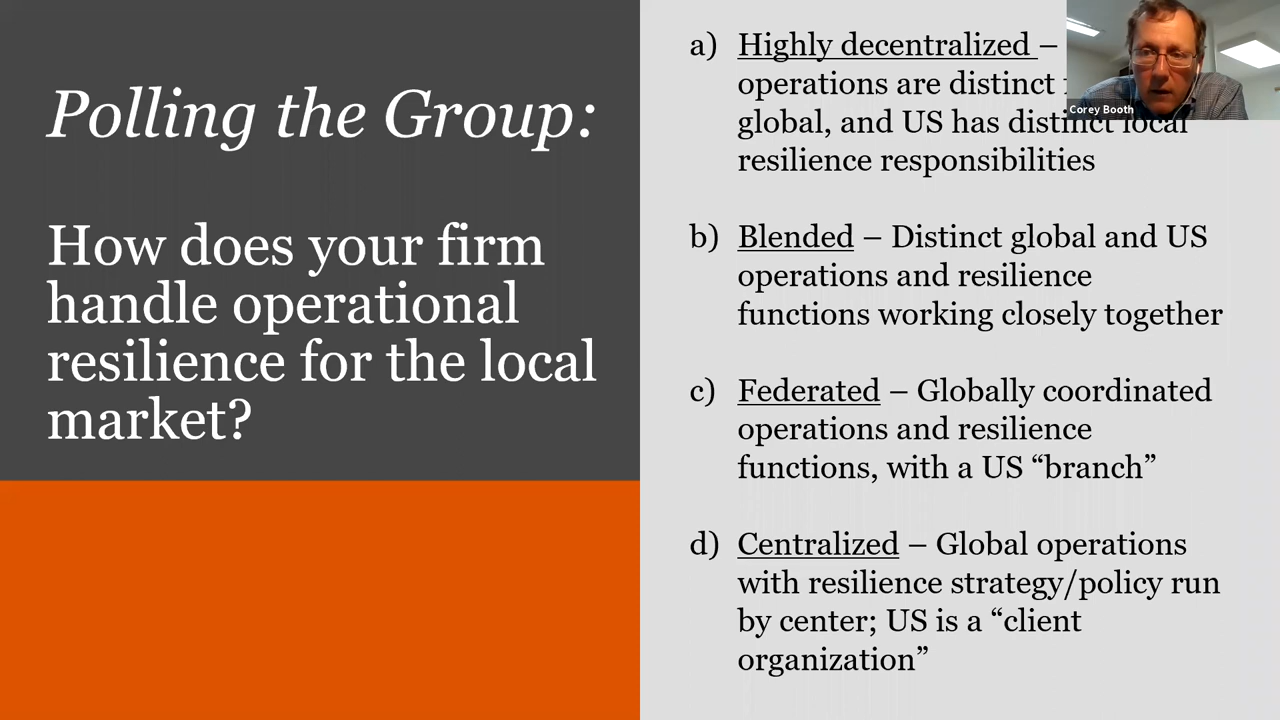 Polling the Group:
How does your firm
handle operational
resilience for the local
market?
a) Highly decentralized –
operations are distinct
global, and US has distinct local
resilience responsibilities
b) Blended – Distinct global and US
operations and resilience
functions working closely together
c) Federated – Globally coordinated
operations and resilience
functions, with a US “branch”
d) Centralized – Global operations
with resilience strategy/policy run
by center; US is a “client
organization”
Corey Booth